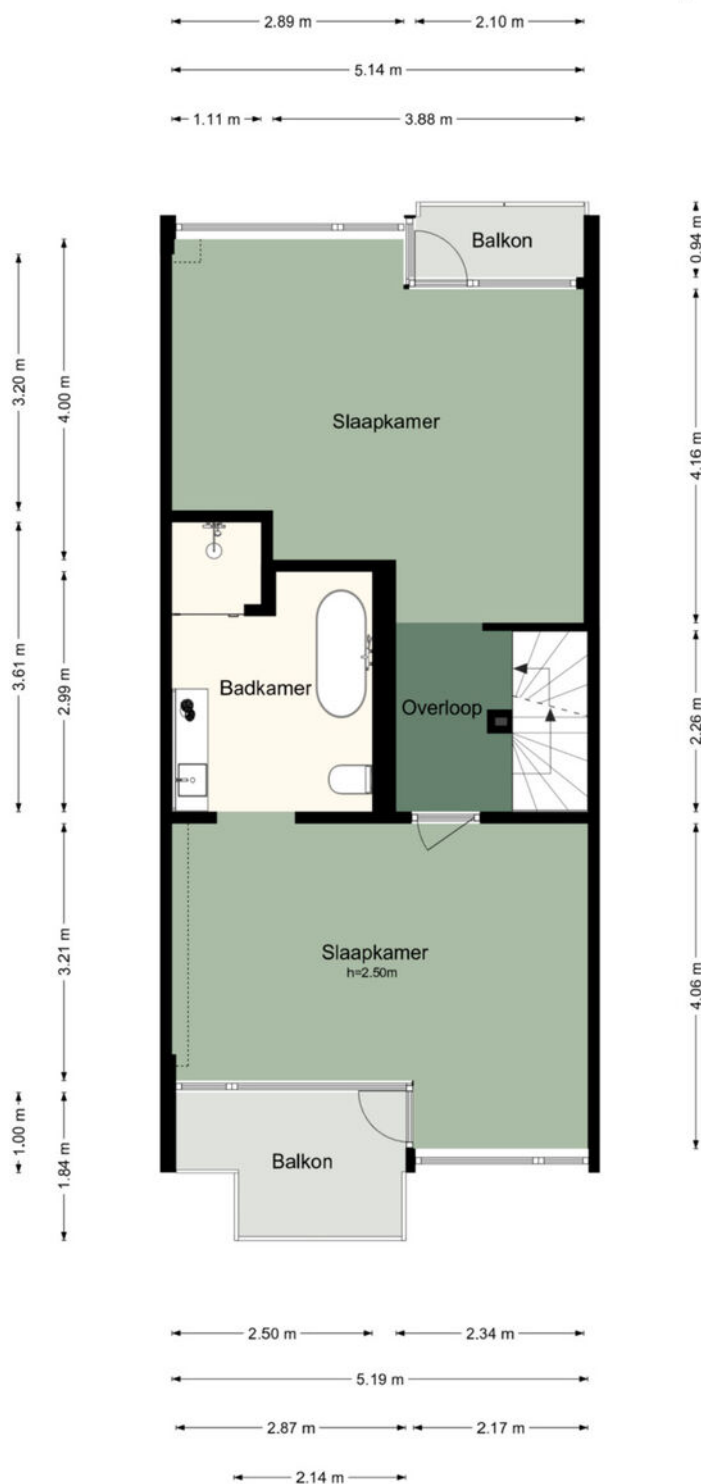 2.89 m
2.10 m
5.14 m
1.11 m
3.88 m
Balkon
0.94 m
3.20 m
4.00 m
Slaapkamer
4.16 m
3.61 m
2.99 m
Badkamer
Overloop
2.26 m
3.21 m
Slaapkamer
h=2.50m
4.06 m
1.00 m
1.84 m
Balkon
2.50 m
2.34 m
5.19 m
2.87 m
2.17 m
2.14 m